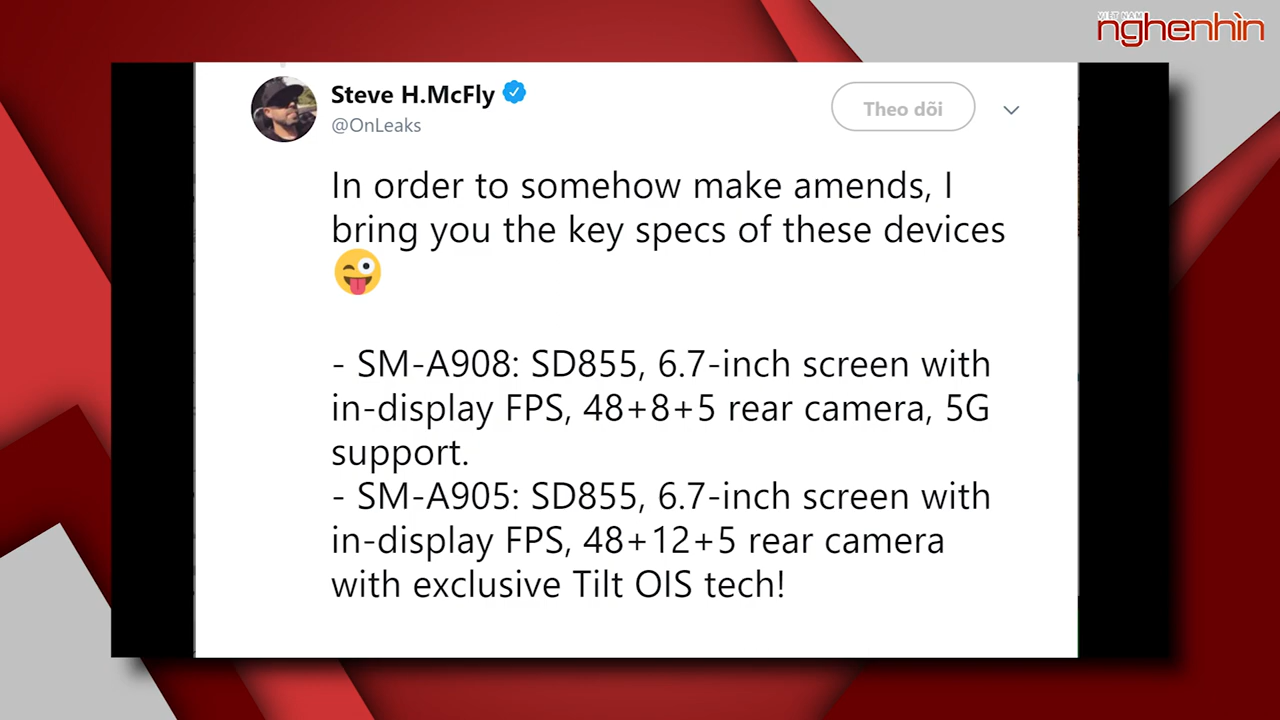 VIỆT NAM
nghenhìn
Steve H.McFly
@OnLeaks
Theo dõi
In order to somehow make amends, I
bring you the key specs of these devices
😜
- SM-A908: SD855, 6.7-inch screen with
in-display FPS, 48+8+5 rear camera, 5G
support.
- SM-A905: SD855, 6.7-inch screen with
in-display FPS, 48+12+5 rear camera
with exclusive Tilt OIS tech!